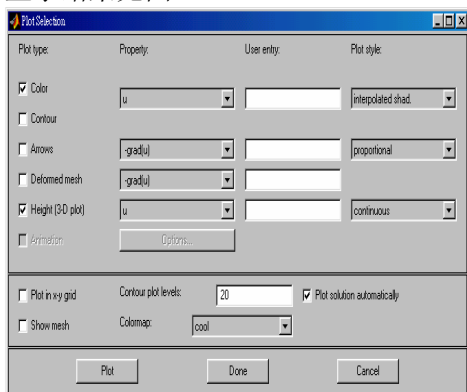 Plot Selection
Plot type: Property: User entry: Plot style:
Color u interpolated shad.
Contour
Arrows -grad(u) proportional
Deformed mesh -grad(u)
Height (3-D plot) u continuous
Animation Options...
Plot in x-y grid Contour plot levels: 20 Plot solution automatically
Show mesh Colormap: cool
Plot Done Cancel